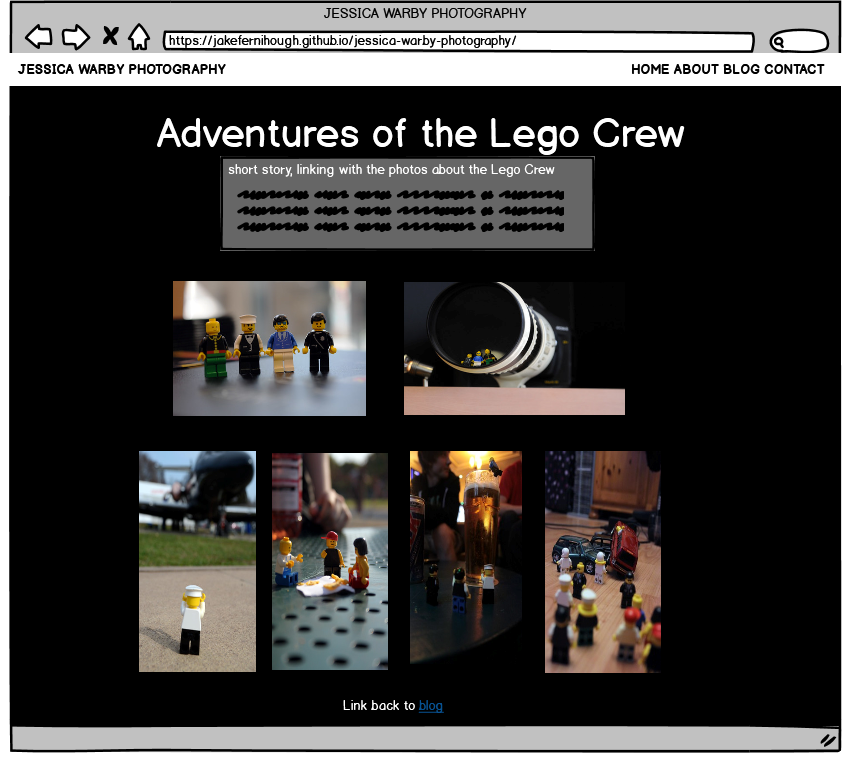 JESSICA WARBY PHOTOGRAPHY
https://jakefernihough.github.io/jessica-warby-photography/
JESSICA WARBY PHOTOGRAPHY
HOME ABOUT BLOG CONTACT
Adventures of the Lego Crew
short story, linking with the photos about the Lego Crew
Link back to blog